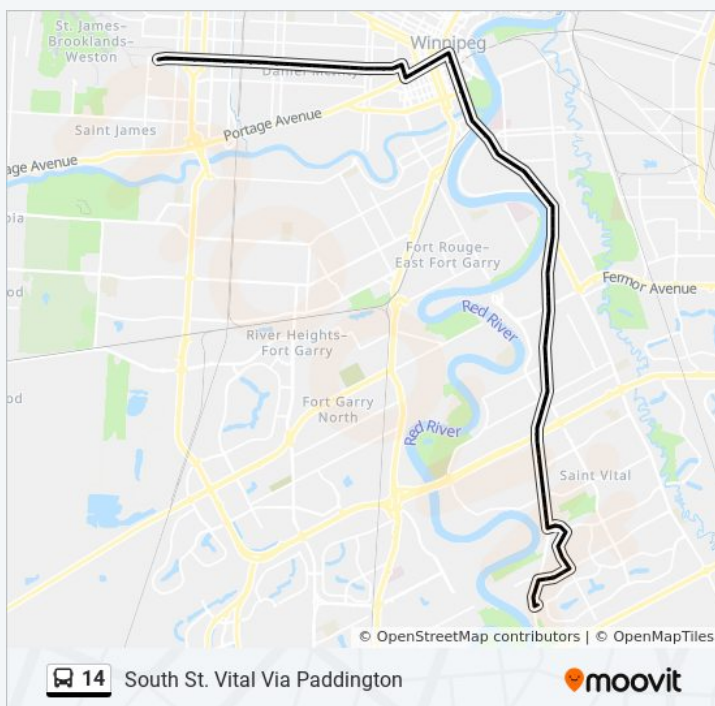 St. James–
Brooklands–
Weston
Winnipeg
Saint James
Portage Avenue
age Avenue
Fort Rouge–
East Fort Garry
Fermor Avenue
Red River
River Heights–
Fort Garry
Fort Garry
North
Red River
Saint Vital
© OpenStreetMap contributors | © OpenMapTiles
14 South St. Vital Via Paddington
moovit